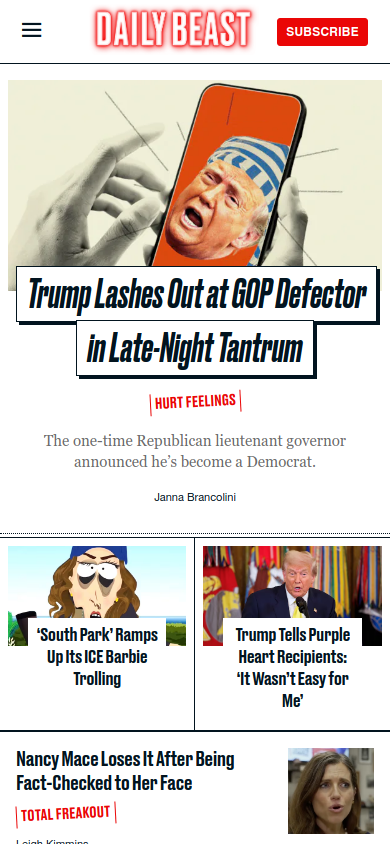 DAILY BEAST
SUBSCRIBE
Trump Lashes Out at GOP Defector
in Late-Night Tantrum
HURT FEELINGS
The one-time Republican lieutenant governor
announced he’s become a Democrat.
Janna Brancolini
‘South Park’ Ramps
Up Its ICE Barbie
Trolling
Trump Tells Purple
Heart Recipients:
‘It Wasn’t Easy for
Me’
Nancy Mace Loses It After Being
Fact-Checked to Her Face
TOTAL FREAKOUT
Leigh Kimmins